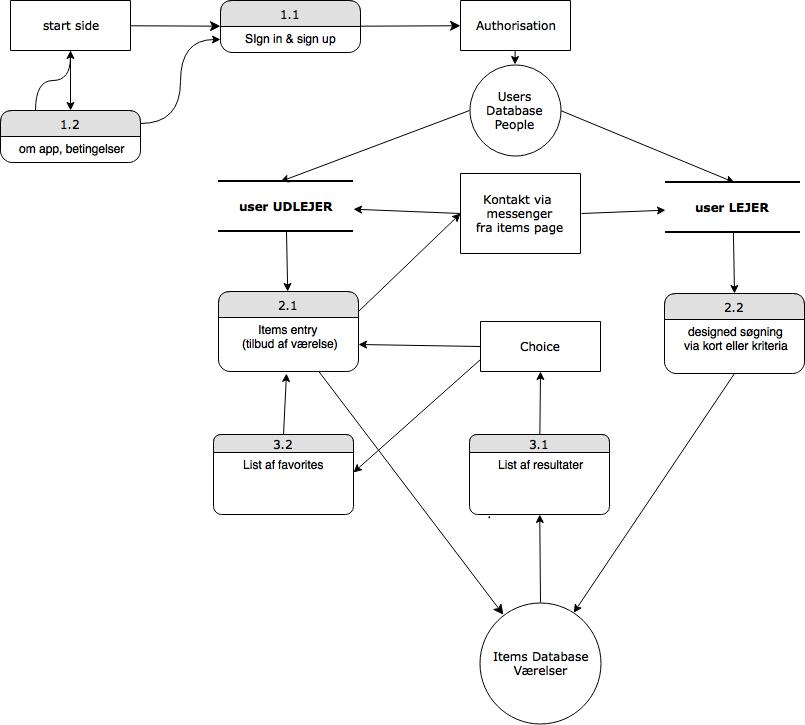 start side
1.1
SIgn in & sign up
Authorisation
1.2
om app, betingelser
Users
Database
People
user UDLEJER
Kontakt via
messenger
fra items page
user LEJER
2.1
Items entry
(tilbud af værelse)
2.2
designed søgning
via kort eller kriteria
Choice
3.2
List af favorites
3.1
List af resultater
Items Database
Værelser